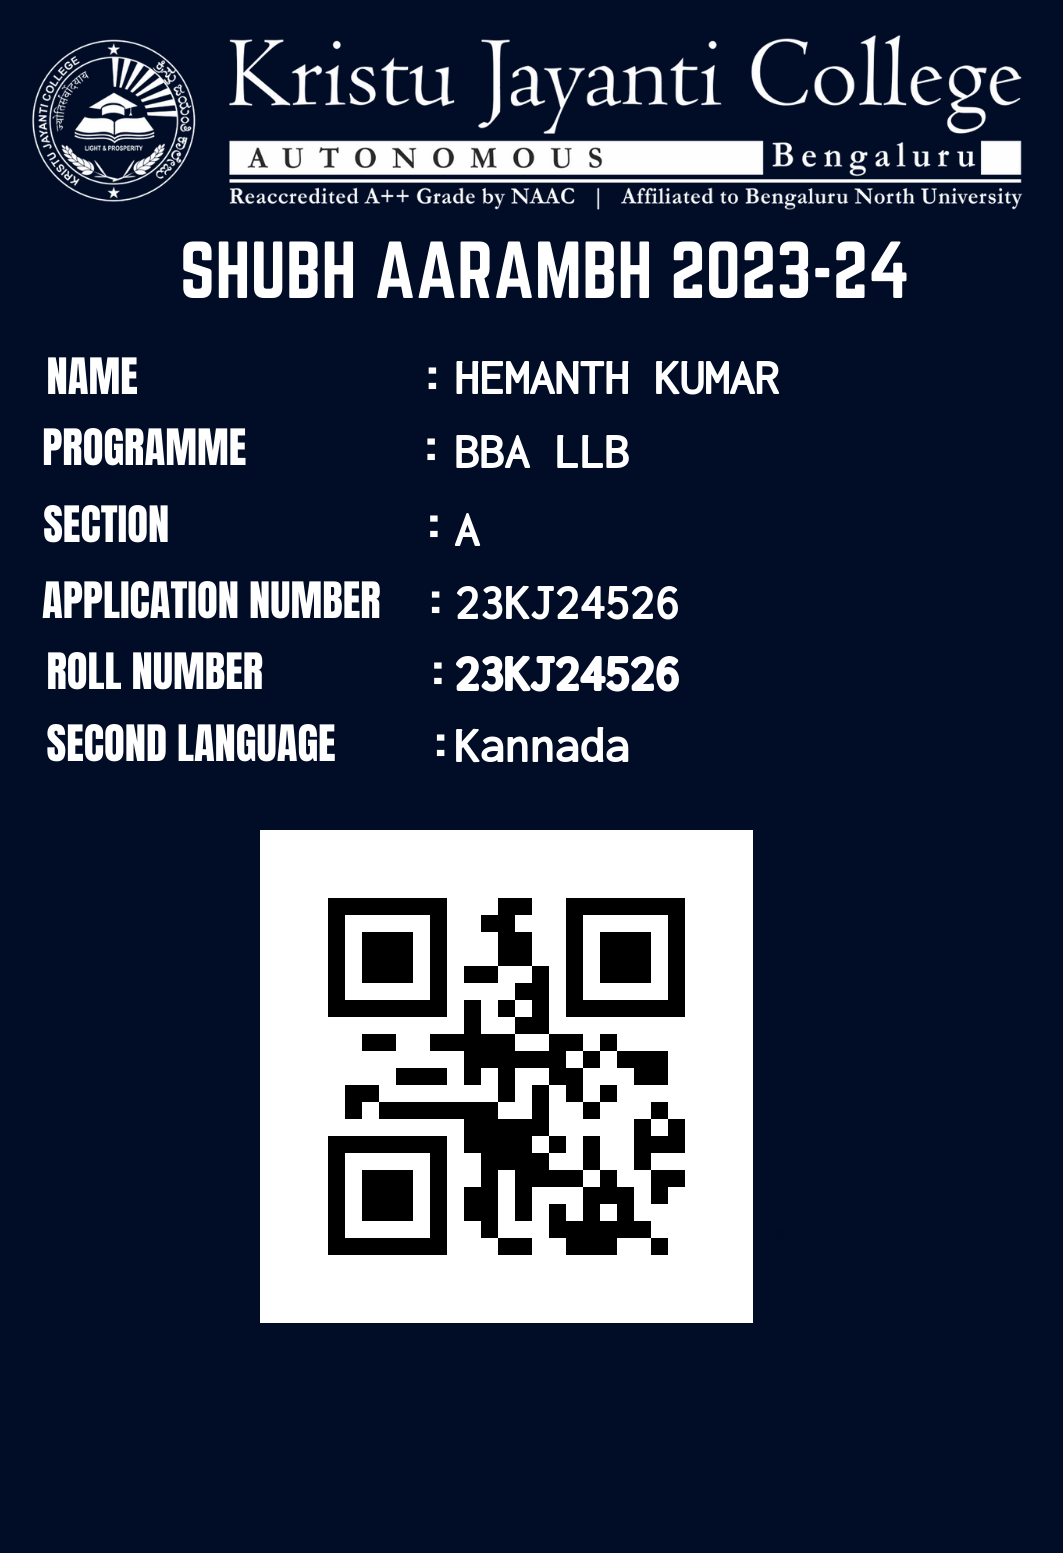 KRISTU JAYANTI COLLEGE
ಕ್ರಿಸ್ತು ಜಯಂತಿ ಕಾಲೇಜು
LIGHT & PROSPERITY
Kristu Jayanti College
AUTONOMOUS Bengaluru
Reaccredited A++ Grade by NAAC | Affiliated to Bengaluru North University
SHUBH AARAMBH 2023-24
NAME : HEMANTH KUMAR
PROGRAMME : BBA LLB
SECTION : A
APPLICATION NUMBER : 23KJ24526
ROLL NUMBER : 23KJ24526
SECOND LANGUAGE : Kannada